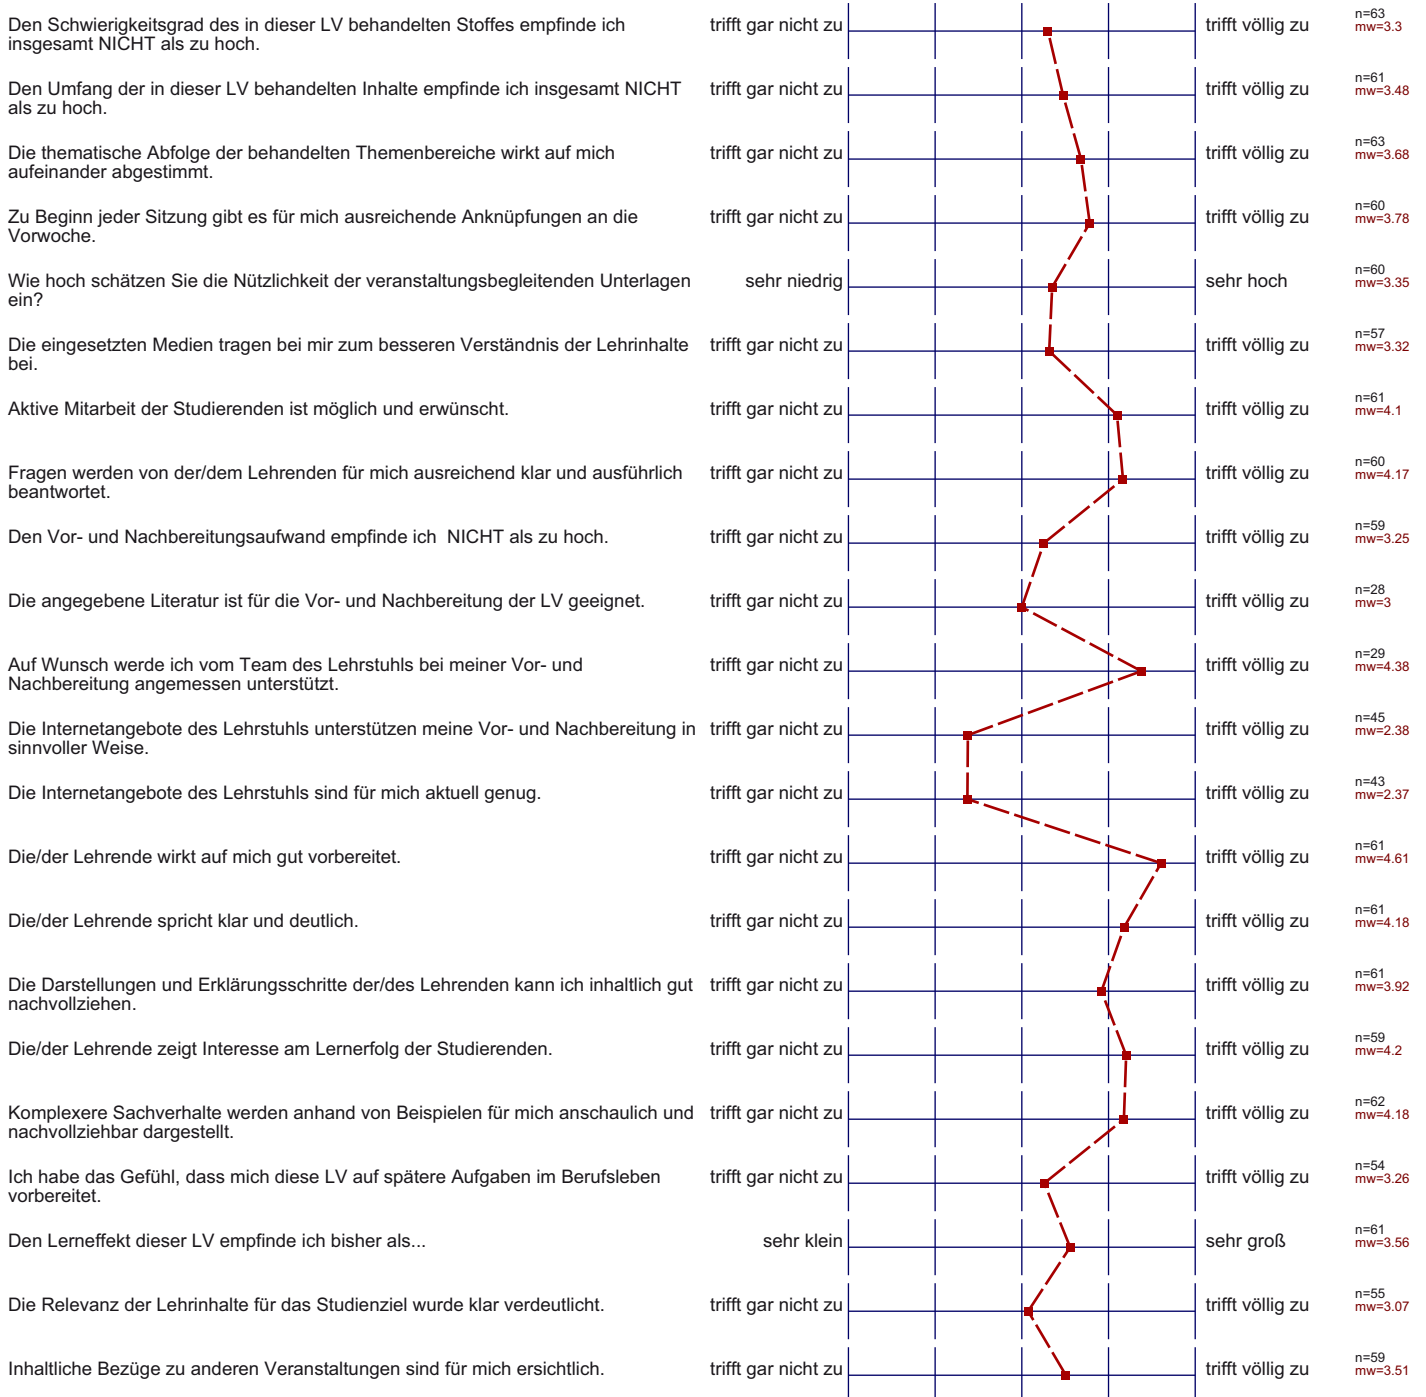 Den Schwierigkeitsgrad des in dieser LV behandelten Stoffes empfinde ich
insgesamt NICHT als zu hoch.
trifft gar nicht zu
trifft völlig zu
n=63
mw=3.3
Den Umfang der in dieser LV behandelten Inhalte empfinde ich insgesamt NICHT
als zu hoch.
trifft gar nicht zu
trifft völlig zu
n=61
mw=3.48
Die thematische Abfolge der behandelten Themenbereiche wirkt auf mich
aufeinander abgestimmt.
trifft gar nicht zu
trifft völlig zu
n=63
mw=3.68
Zu Beginn jeder Sitzung gibt es für mich ausreichende Anknüpfungen an die
Vorwoche.
trifft gar nicht zu
trifft völlig zu
n=60
mw=3.78
Wie hoch schätzen Sie die Nützlichkeit der veranstaltungsbegleitenden Unterlagen
ein?
sehr niedrig
sehr hoch
n=60
mw=3.35
Die eingesetzten Medien tragen bei mir zum besseren Verständnis der Lehrinhalte
bei.
trifft gar nicht zu
trifft völlig zu
n=57
mw=3.32
Aktive Mitarbeit der Studierenden ist möglich und erwünscht.
trifft gar nicht zu
trifft völlig zu
n=61
mw=4.1
Fragen werden von der/dem Lehrenden für mich ausreichend klar und ausführlich
beantwortet.
trifft gar nicht zu
trifft völlig zu
n=60
mw=4.17
Den Vor- und Nachbereitungsaufwand empfinde ich  NICHT als zu hoch.
trifft gar nicht zu
trifft völlig zu
n=59
mw=3.25
Die angegebene Literatur ist für die Vor- und Nachbereitung der LV geeignet.
trifft gar nicht zu
trifft völlig zu
n=28
mw=3
Auf Wunsch werde ich vom Team des Lehrstuhls bei meiner Vor- und
Nachbereitung angemessen unterstützt.
trifft gar nicht zu
trifft völlig zu
n=29
mw=4.38
Die Internetangebote des Lehrstuhls unterstützen meine Vor- und Nachbereitung in
sinnvoller Weise.
trifft gar nicht zu
trifft völlig zu
n=45
mw=2.38
Die Internetangebote des Lehrstuhls sind für mich aktuell genug.
trifft gar nicht zu
trifft völlig zu
n=43
mw=2.37
Die/der Lehrende wirkt auf mich gut vorbereitet.
trifft gar nicht zu
trifft völlig zu
n=61
mw=4.61
Die/der Lehrende spricht klar und deutlich.
trifft gar nicht zu
trifft völlig zu
n=61
mw=4.18
Die Darstellungen und Erklärungsschritte der/des Lehrenden kann ich inhaltlich gut
nachvollziehen.
trifft gar nicht zu
trifft völlig zu
n=61
mw=3.92
Die/der Lehrende zeigt Interesse am Lernerfolg der Studierenden.
trifft gar nicht zu
trifft völlig zu
n=59
mw=4.2
Komplexere Sachverhalte werden anhand von Beispielen für mich anschaulich und
nachvollziehbar dargestellt.
trifft gar nicht zu
trifft völlig zu
n=62
mw=4.18
Ich habe das Gefühl, dass mich diese LV auf spätere Aufgaben im Berufsleben
vorbereitet.
trifft gar nicht zu
trifft völlig zu
n=54
mw=3.26
Den Lerneffekt dieser LV empfinde ich bisher als...
sehr klein
sehr groß
n=61
mw=3.56
Die Relevanz der Lehrinhalte für das Studienziel wurde klar verdeutlicht.
trifft gar nicht zu
trifft völlig zu
n=55
mw=3.07
Inhaltliche Bezüge zu anderen Veranstaltungen sind für mich ersichtlich.
trifft gar nicht zu
trifft völlig zu
n=59
mw=3.51